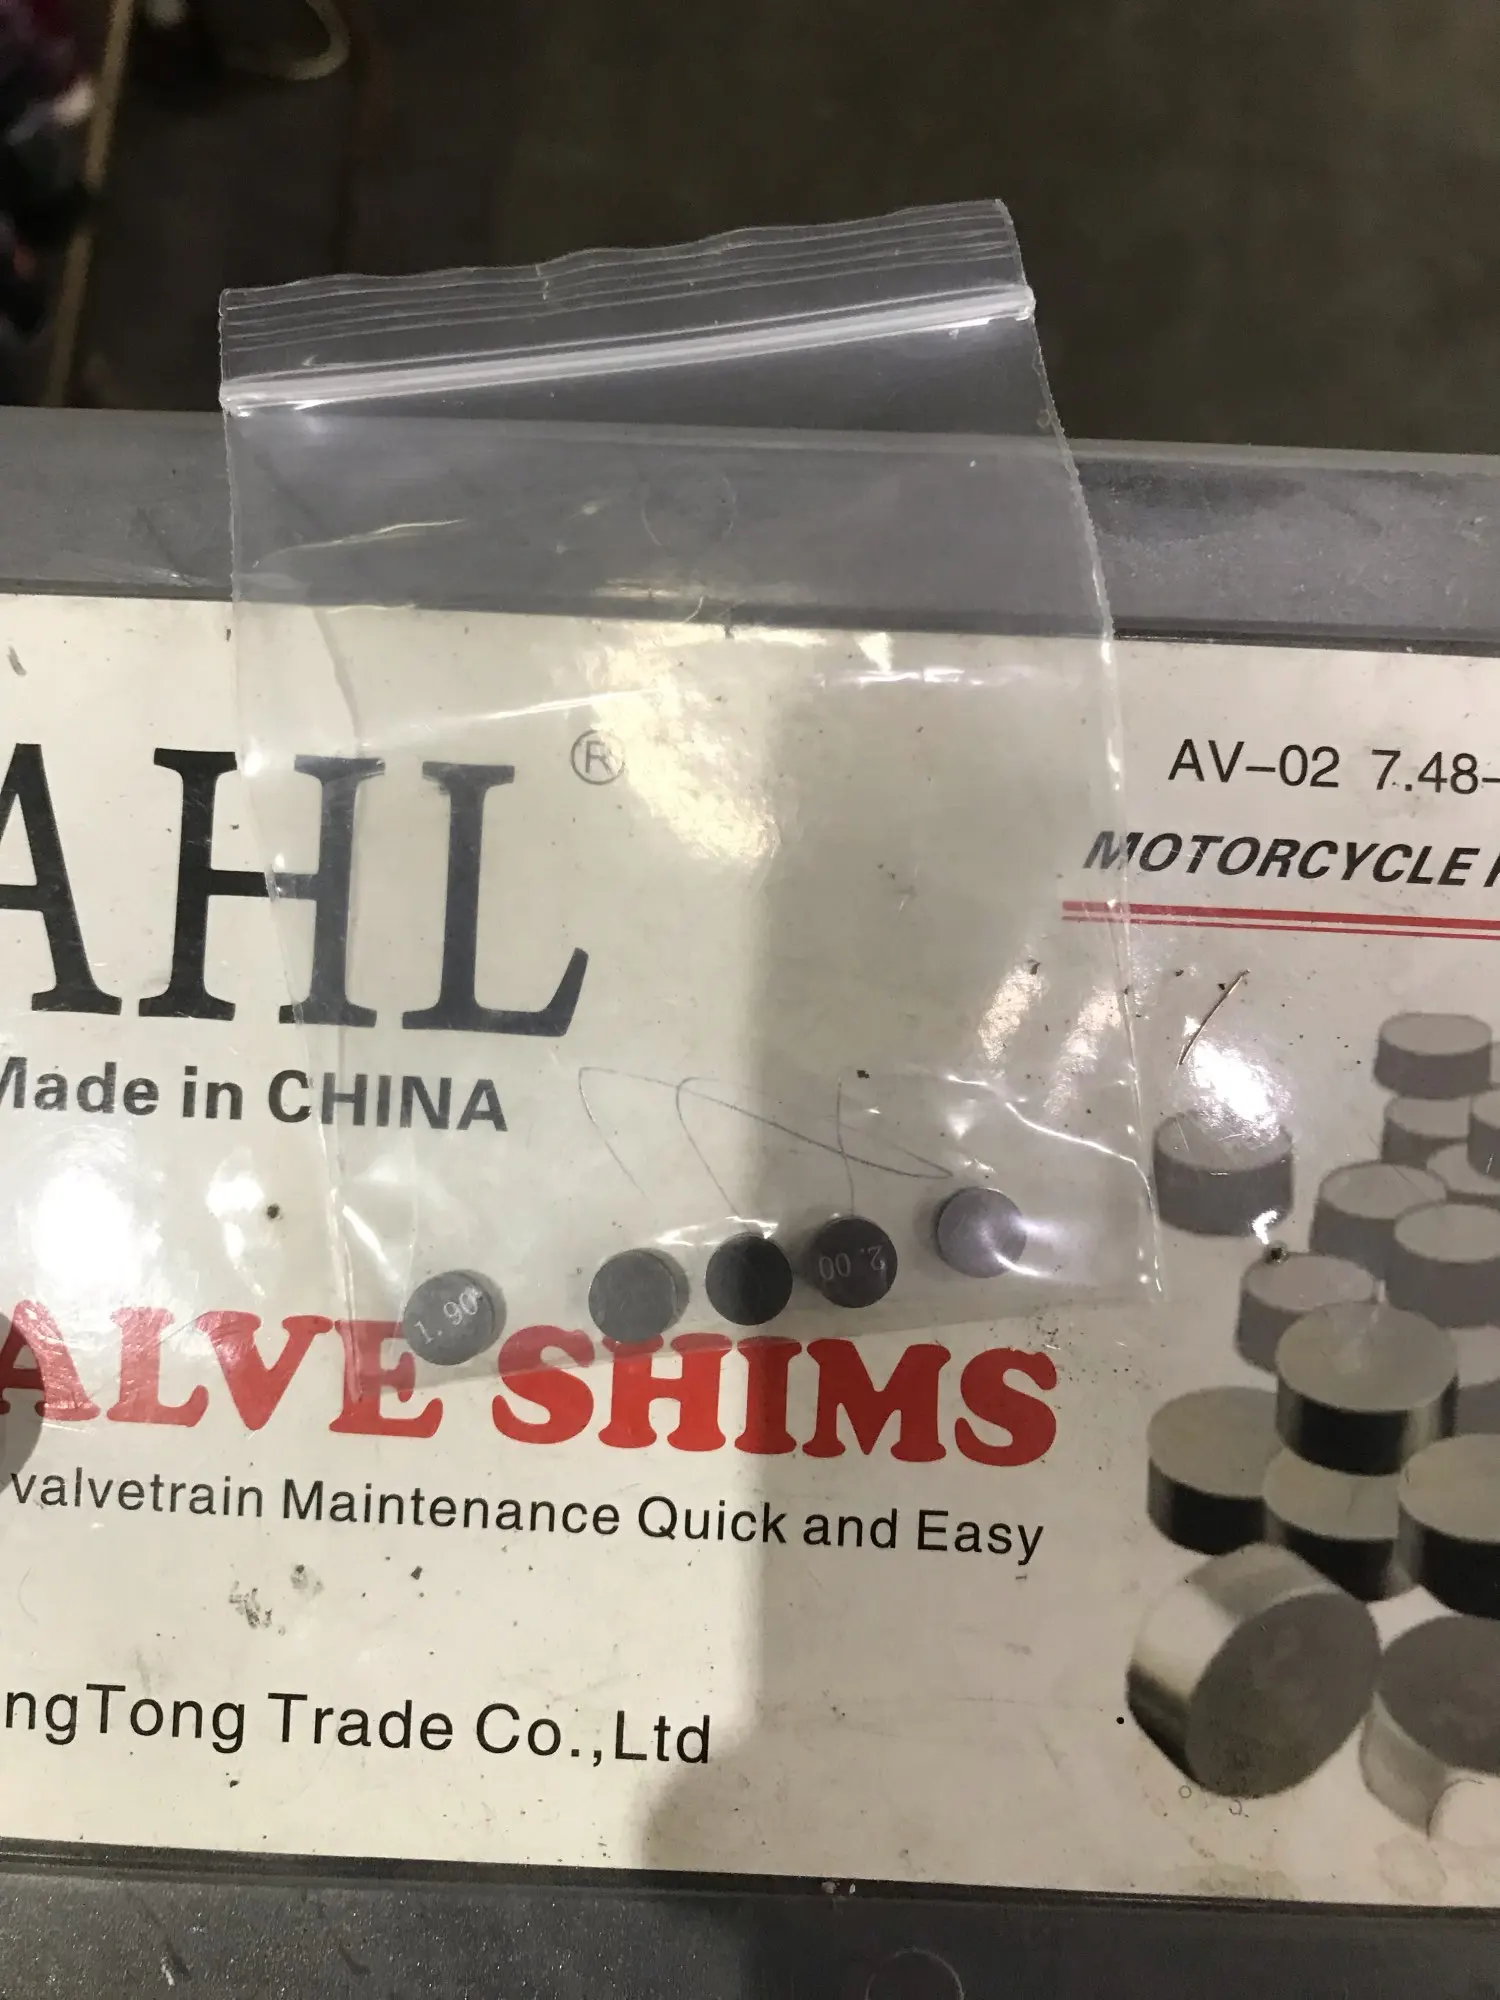 AHL®
Made in CHINA
AV-02 7.48-
MOTORCYCLE
1.90
2.00
ALVE SHIMS
valvetrain Maintenance Quick and Easy
ngTong Trade Co.,Ltd